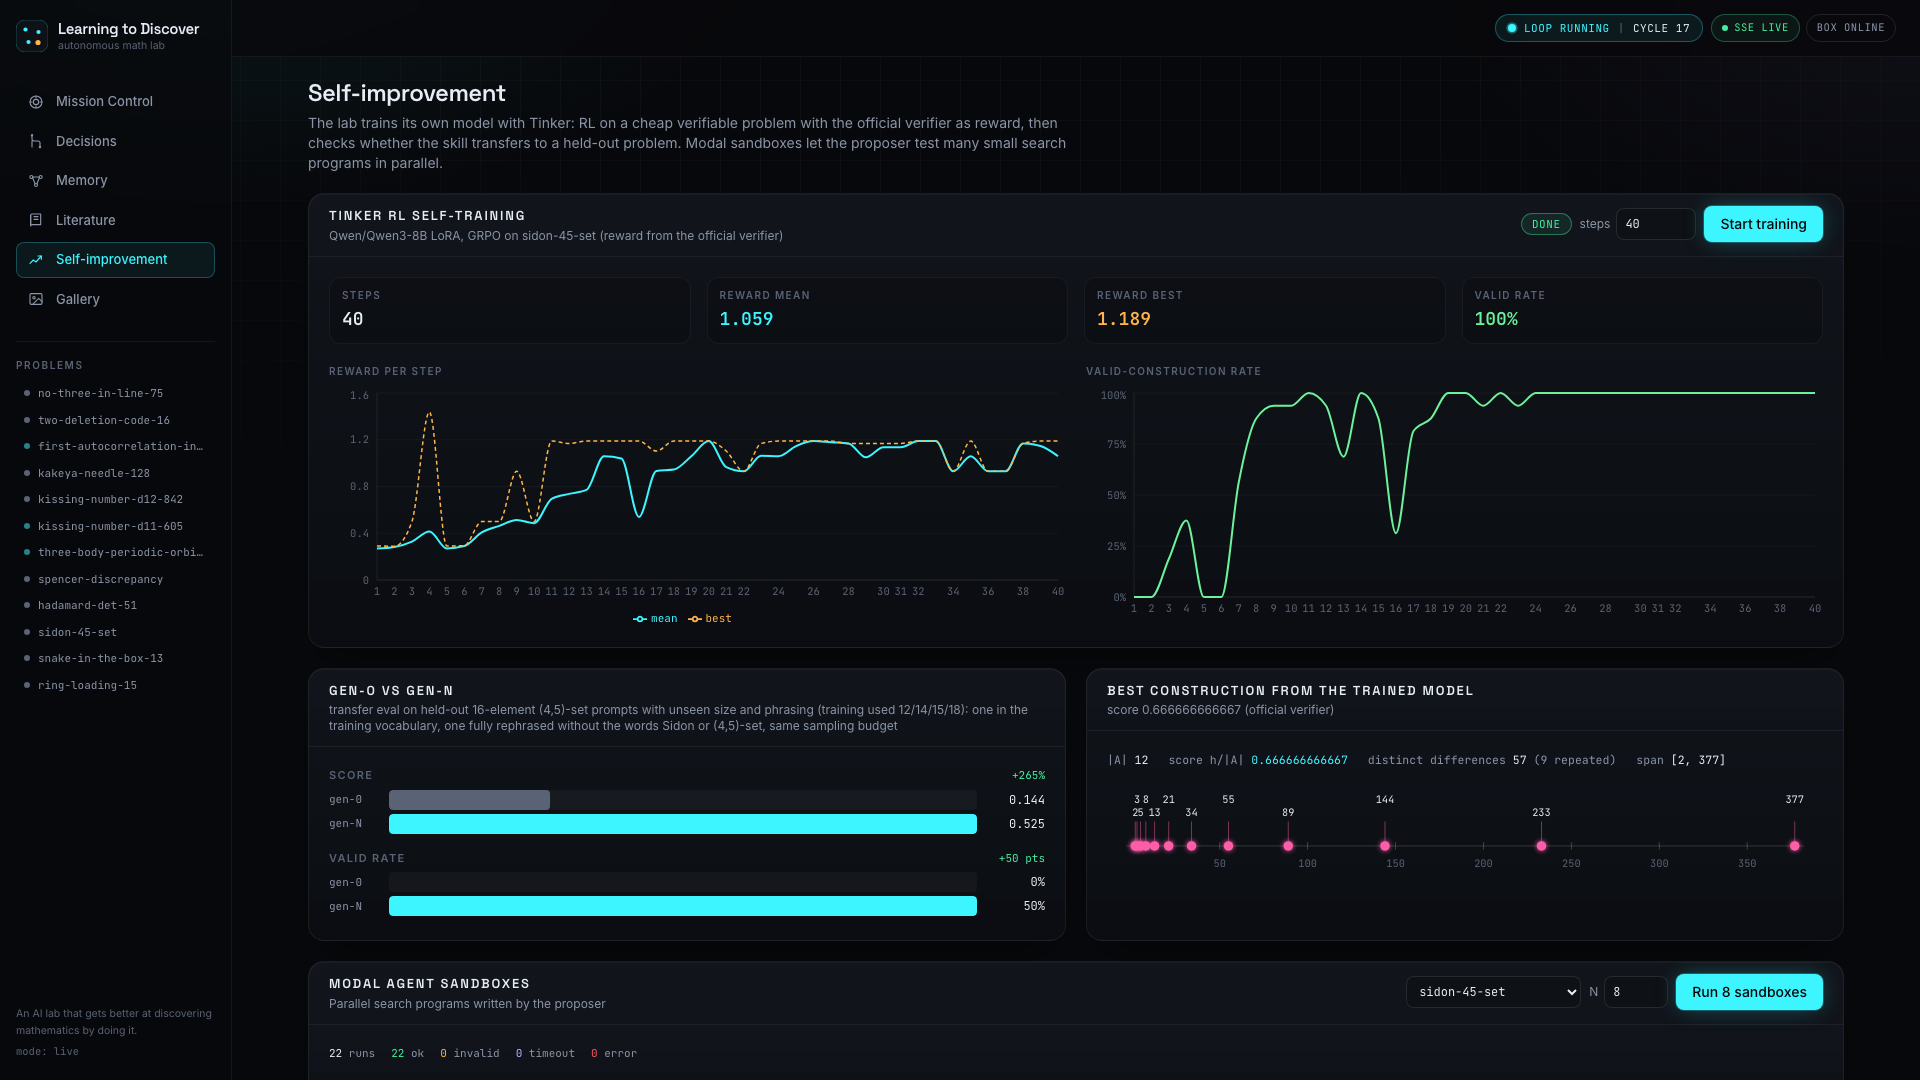 Learning to Discover
autonomous math lab
LOOP RUNNING | CYCLE 17
SSE LIVE
BOX ONLINE
Mission Control
Decisions
Memory
Literature
Self-improvement
Gallery
PROBLEMS
no-three-in-line-75
two-deletion-code-16
first-autocorrelation-in…
kakeya-needle-128
kissing-number-d12-842
kissing-number-d11-605
three-body-periodic-orbi…
spencer-discrepancy
hadamard-det-51
sidon-45-set
snake-in-the-box-13
ring-loading-15
An AI lab that gets better at discovering
mathematics by doing it.
mode: live
Self-improvement
The lab trains its own model with Tinker: RL on a cheap verifiable problem with the official verifier as reward, then
checks whether the skill transfers to a held-out problem. Modal sandboxes let the proposer test many small search
programs in parallel.
TINKER RL SELF-TRAINING
Qwen/Qwen3-8B LoRA, GRPO on sidon-45-set (reward from the official verifier)
DONE
steps
40
Start training
STEPS
40
REWARD MEAN
1.059
REWARD BEST
1.189
VALID RATE
100%
REWARD PER STEP
1.6
1.2
0.8
0.4
0
1 2 3 4 5 6 7 8 9 10 11 12 13 14 15 16 17 18 19 20 21 22 24 26 28 30 31 32 34 36 38 40
mean best
VALID-CONSTRUCTION RATE
100%
75%
50%
25%
0%
1 2 3 4 5 6 7 8 9 10 11 12 13 14 15 16 17 18 19 20 21 22 24 26 28 30 31 32 34 36 38 40
GEN-0 VS GEN-N
transfer eval on held-out 16-element (4,5)-set prompts with unseen size and phrasing (training used 12/14/15/18): one in the
training vocabulary, one fully rephrased without the words Sidon or (4,5)-set, same sampling budget
SCORE
+265%
gen-0 0.144
gen-N 0.525
VALID RATE
+50 pts
gen-0 0%
gen-N 50%
BEST CONSTRUCTION FROM THE TRAINED MODEL
score 0.666666666667 (official verifier)
|A| 12 score h/|A| 0.666666666667 distinct differences 57 (9 repeated) span [2, 377]
3 8 21 55 144 377
2 5 13 34 89 233
50 100 150 200 250 300 350
MODAL AGENT SANDBOXES
Parallel search programs written by the proposer
sidon-45-set
N
8
Run 8 sandboxes
22 runs 22 ok 0 invalid 0 timeout 0 error